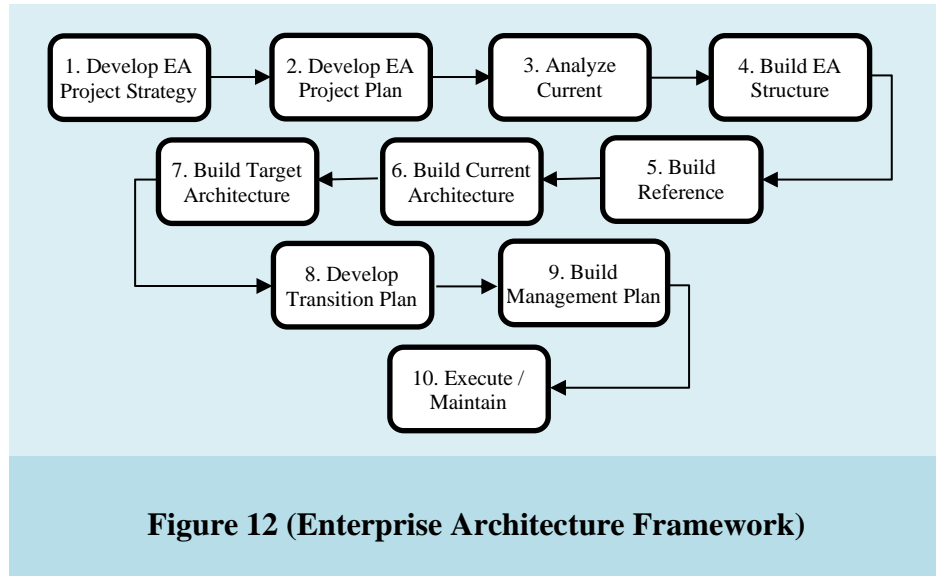 1. Develop EA
Project Strategy
2. Develop EA
Project Plan
3. Analyze
Current
4. Build EA
Structure
5. Build
Reference
6. Build Current
Architecture
7. Build Target
Architecture
8. Develop
Transition Plan
9. Build
Management Plan
10. Execute /
Maintain
Figure 12 (Enterprise Architecture Framework)